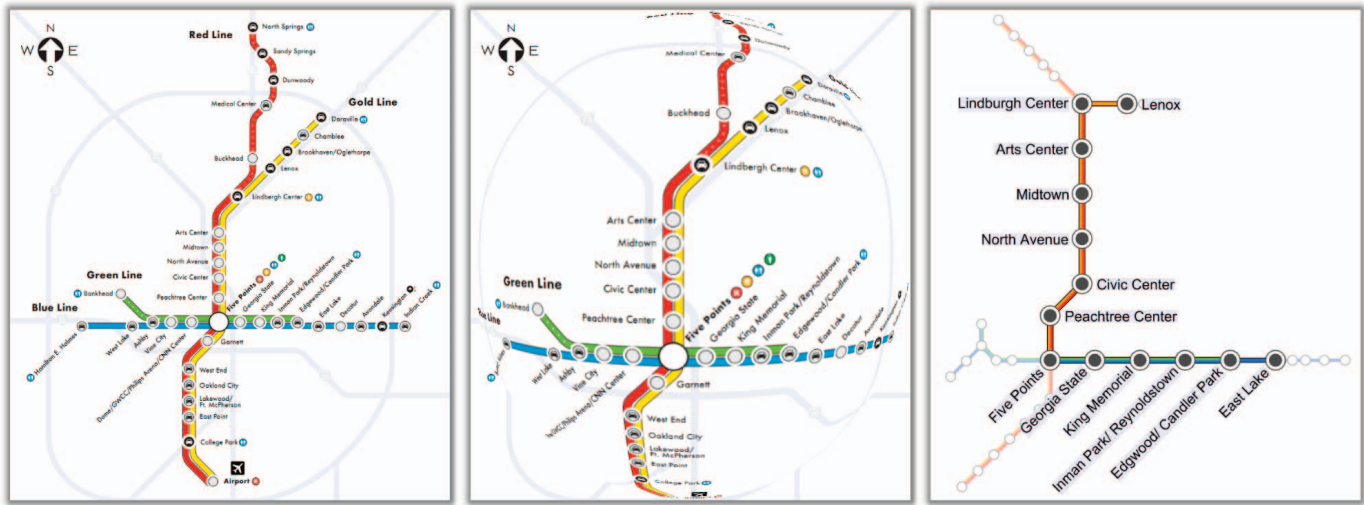 N
W E
S
Red Line
North Springs
Sandy Springs
Dunwoody
Medical Center
Gold Line
Doraville
Chamblee
Brookhaven/Oglethorpe
Buckhead
Lenox
Lindbergh Center
Arts Center
Midtown
North Avenue
Civic Center
Peachtree Center
Green Line
Bankhead
Blue Line
Hamilton E. Holmes
West Lake
Ashby
Vine City
Dome/GWCC/Philips Arena/CNN Center
Five Points
Georgia State
King Memorial
Inman Park/Reynoldstown
Edgewood/Candler Park
East Lake
Decatur
Avondale
Kensington
Indian Creek
Garnett
West End
Oakland City
Lakewood/
Ft. McPherson
East Point
College Park
Airport
N
W E
S
Dunwoody
Medical Center
Doraville
Chamblee
Brookhaven/Oglethorpe
Buckhead
Lenox
Lindbergh Center
Arts Center
Midtown
North Avenue
Civic Center
Peachtree Center
Green Line
Bankhead
Line
West Lake
Ashby
Vine City
GWCC/Philips Arena/CNN Center
Five Points
Georgia State
King Memorial
Inman Park/Reynoldstown
Edgewood/Candler Park
East Lake
Decatur
Avondale
Garnett
West End
Oakland City
Lakewood/
Ft. McPherson
East Point
College Park
Lindburgh Center
Lenox
Arts Center
Midtown
North Avenue
Civic Center
Peachtree Center
Five Points
Georgia State
King Memorial
Inman Park/ Reynoldstown
Edgwood/ Candler Park
East Lake